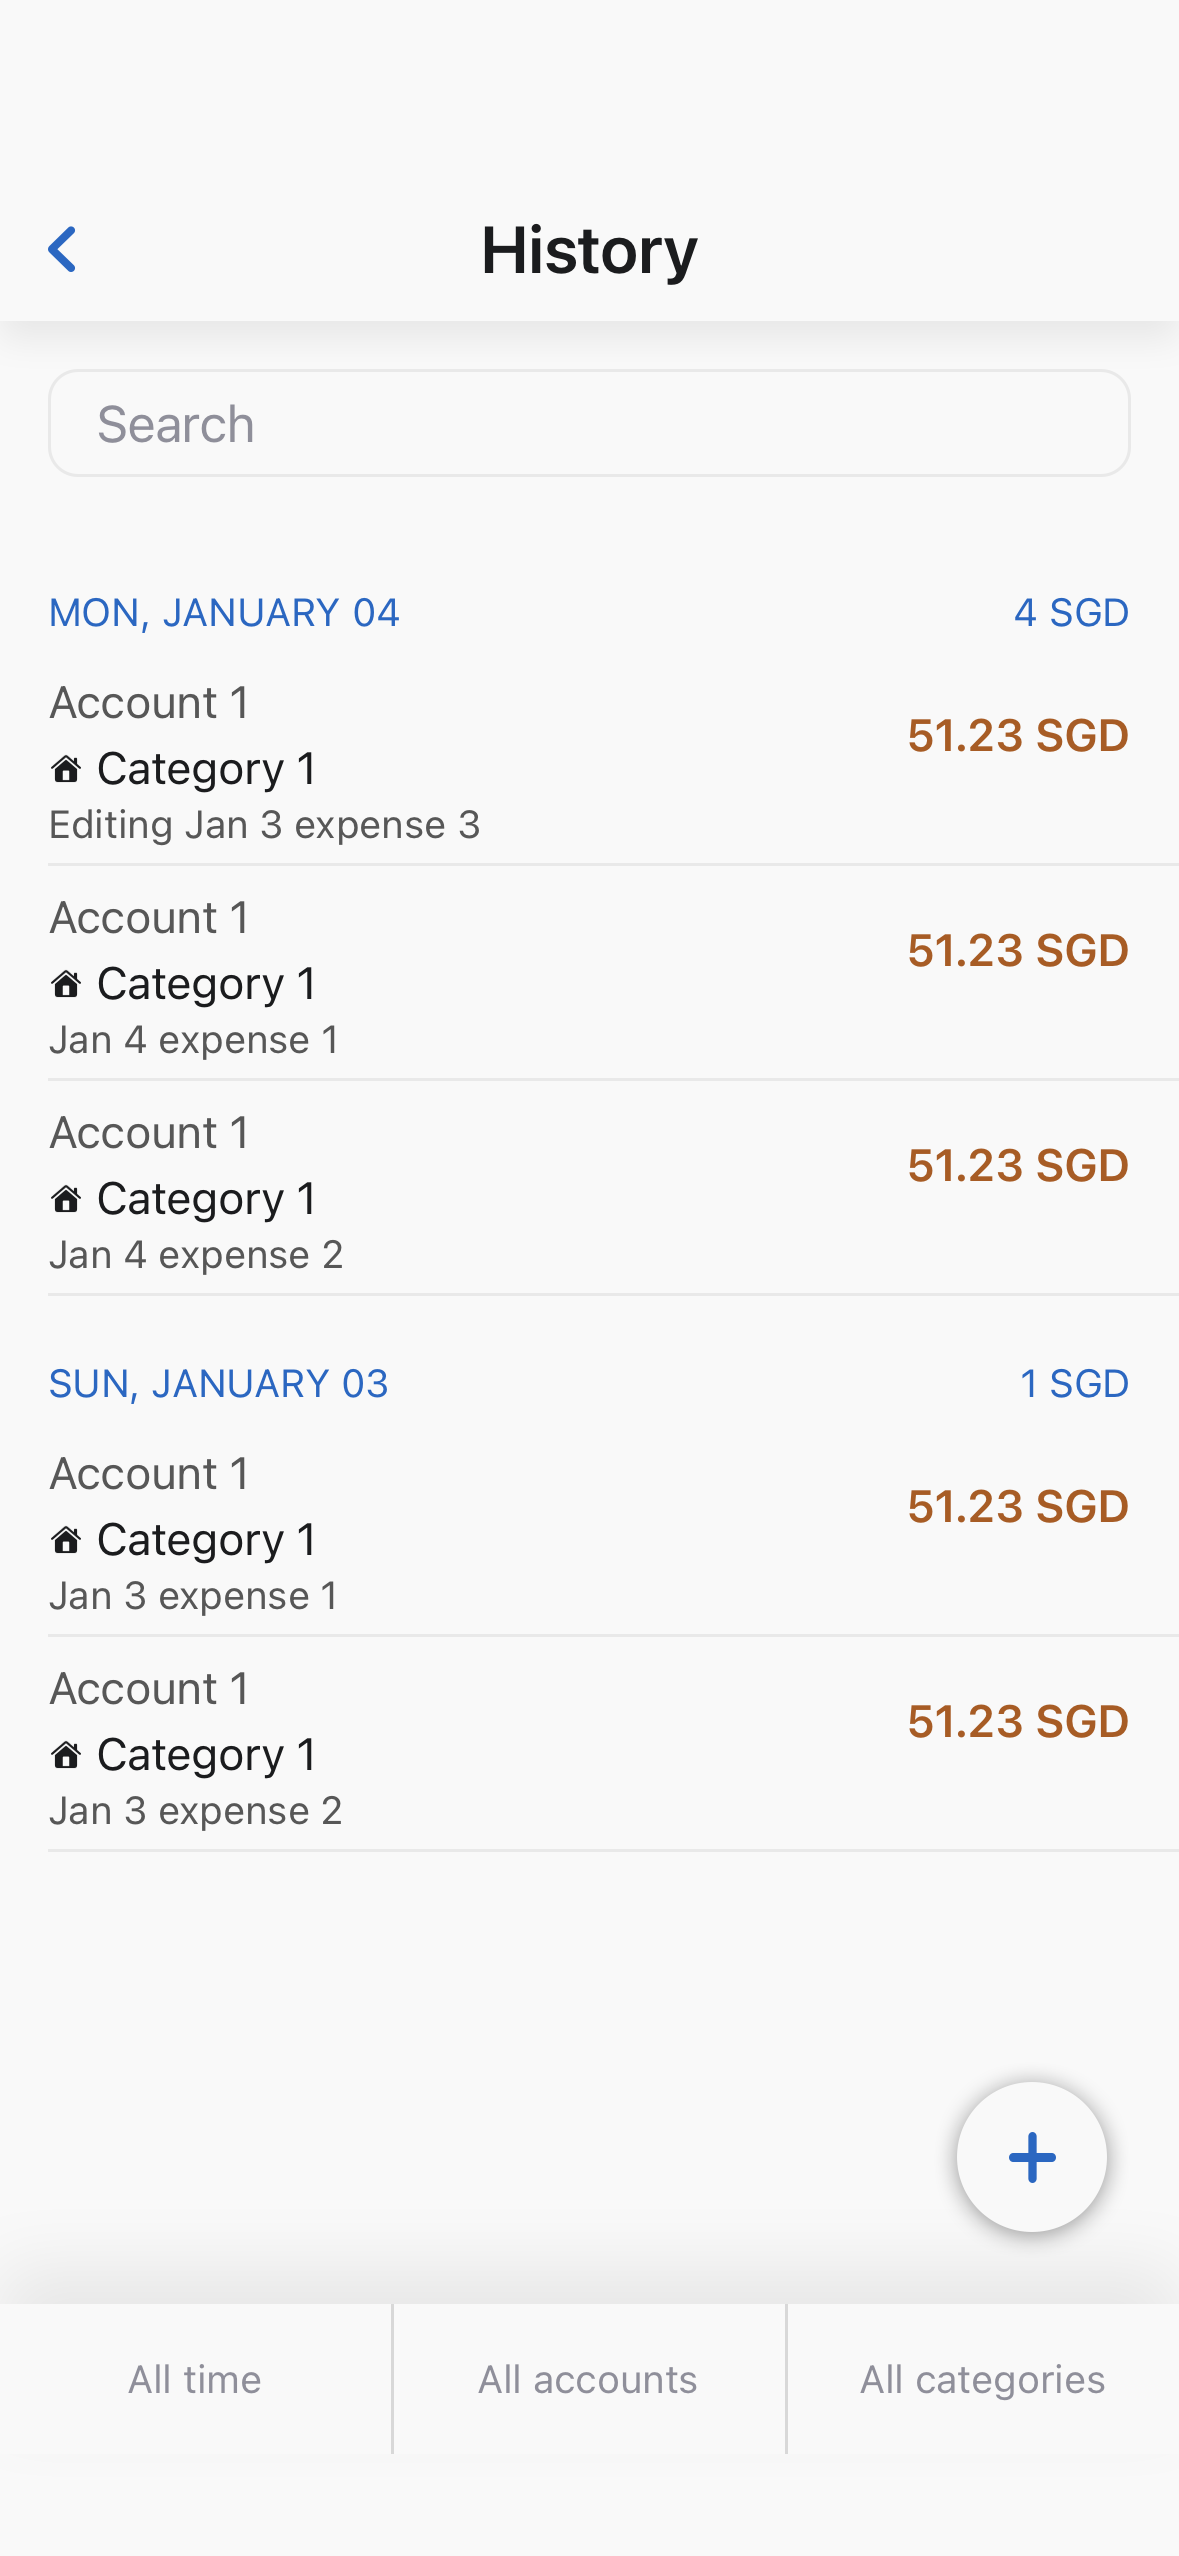 History
Search
MON, JANUARY 04 4 SGD
Account 1
51.23 SGD
Category 1
Editing Jan 3 expense 3
Account 1
51.23 SGD
Category 1
Jan 4 expense 1
Account 1
51.23 SGD
Category 1
Jan 4 expense 2
SUN, JANUARY 03 1 SGD
Account 1
51.23 SGD
Category 1
Jan 3 expense 1
Account 1
51.23 SGD
Category 1
Jan 3 expense 2
All time All accounts All categories